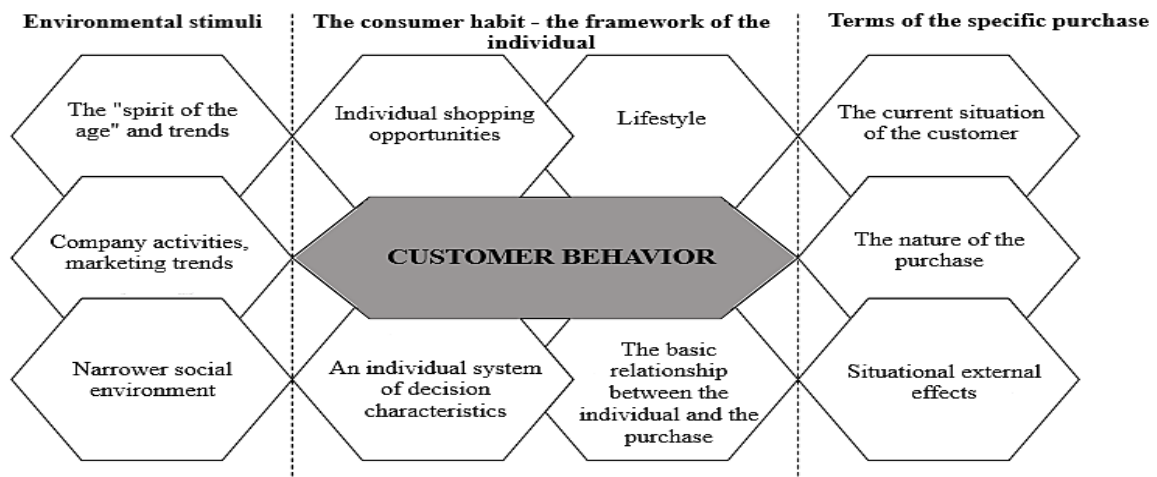 Environmental stimuli
The consumer habit - the framework of the
individual
Terms of the specific purchase
The "spirit of the
age" and trends
Individual shopping
opportunities
Lifestyle
The current situation
of the customer
Company activities,
marketing trends
CUSTOMER BEHAVIOR
The nature of the
purchase
Narrower social
environment
An individual system
of decision
characteristics
The basic
relationship
between the
individual and the
purchase
Situational external
effects